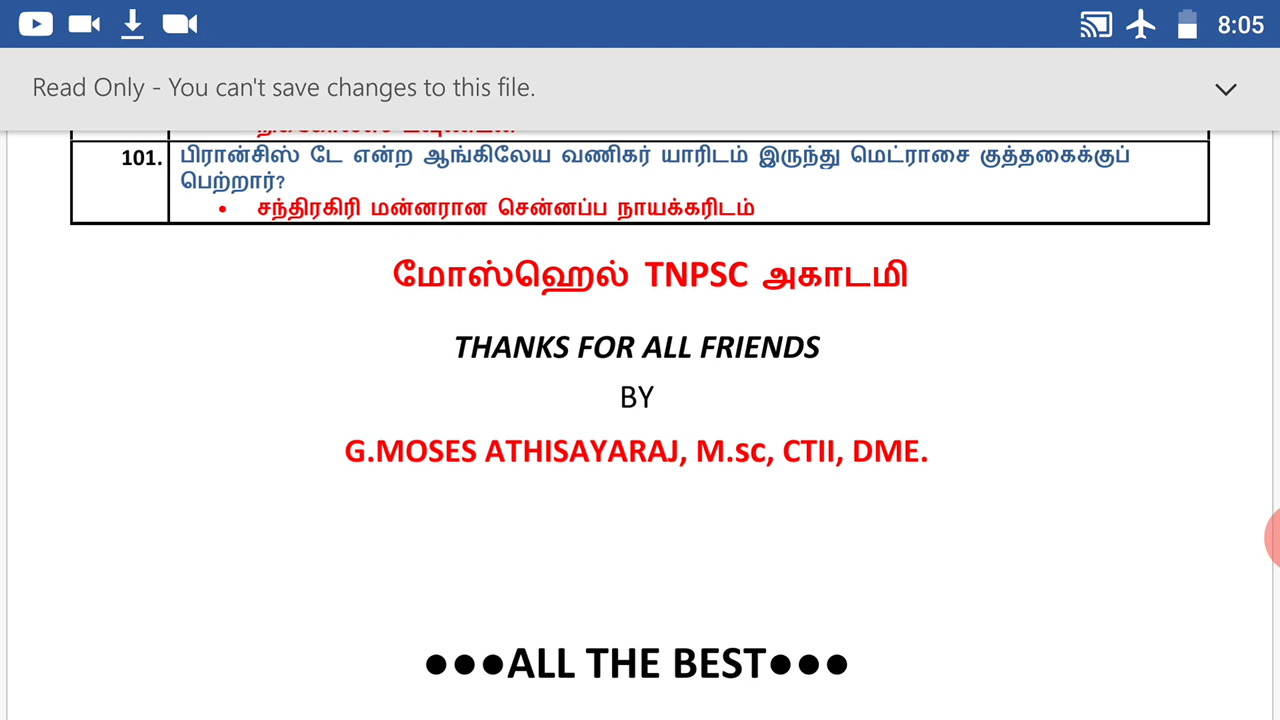 8:05
Read Only - You can't save changes to this file.
101. பிரான்சிஸ் டே என்ற ஆங்கிலேய வணிகர் யாரிடம் இருந்து மெட்ராசை குத்தகைக்குப்
பெற்றார்?
• சந்திரகிரி மன்னரான சென்னப்ப நாயக்கரிடம்
மோஸ்ஹெல் TNPSC அகாடமி
THANKS FOR ALL FRIENDS
BY
G.MOSES ATHISAYARAJ, M.sc, CTII, DME.
●●●ALL THE BEST●●●